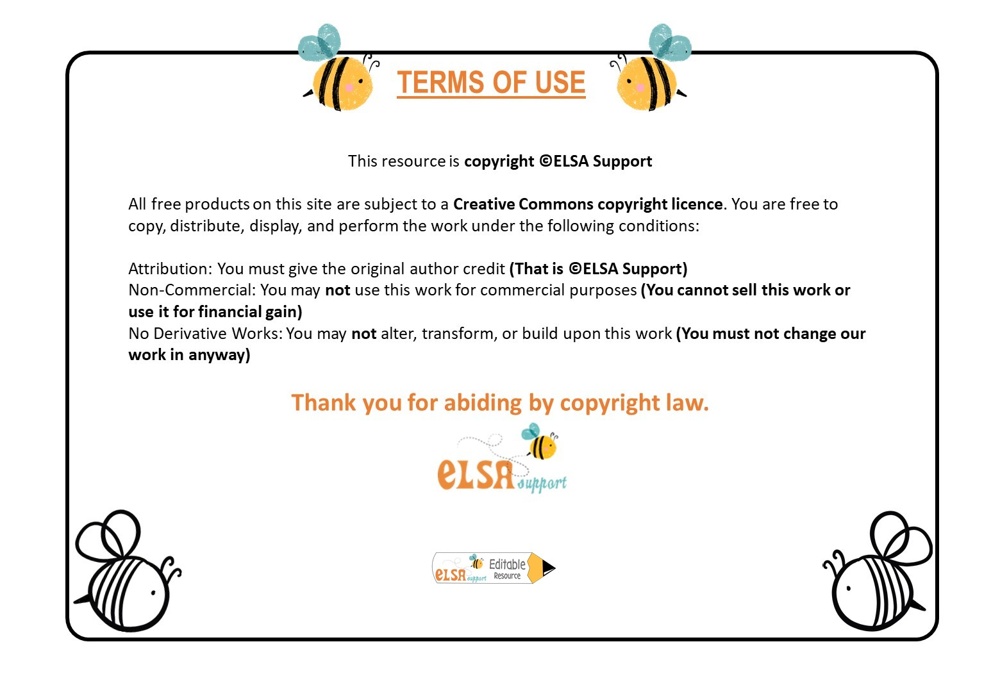 TERMS OF USE
This resource is copyright ©ELSA Support
All free products on this site are subject to a Creative Commons copyright licence. You are free to
copy, distribute, display, and perform the work under the following conditions:
Attribution: You must give the original author credit (That is ©ELSA Support)
Non-Commercial: You may not use this work for commercial purposes (You cannot sell this work or
use it for financial gain)
No Derivative Works: You may not alter, transform, or build upon this work (You must not change our
work in anyway)
Thank you for abiding by copyright law.
eLSA support
eLSA support Editable
Resource